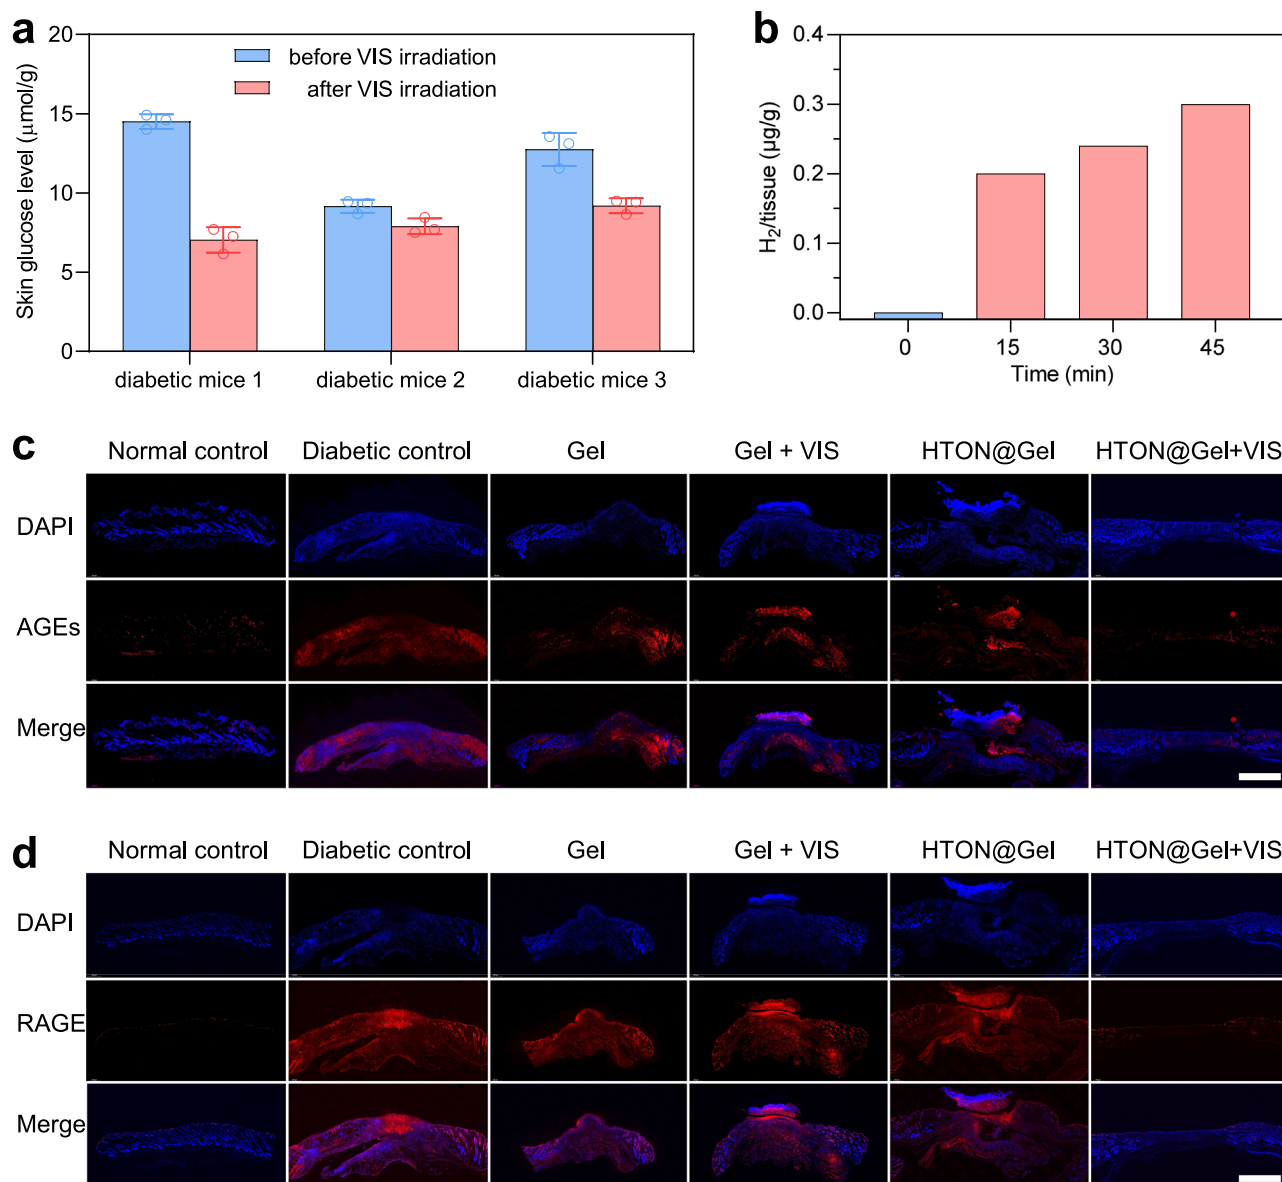 a
20
15
10
5
0
Skin glucose level (μmol/g)
before VIS irradiation
after VIS irradiation
diabetic mice 1 diabetic mice 2 diabetic mice 3
b
0.4
0.3
0.2
0.1
0.0
H₂/tissue (μg/g)
0 15 30 45
Time (min)
c
Normal control Diabetic control Gel Gel + VIS HTON@Gel HTON@Gel+VIS
DAPI
AGEs
Merge
d
Normal control Diabetic control Gel Gel + VIS HTON@Gel HTON@Gel+VIS
DAPI
RAGE
Merge